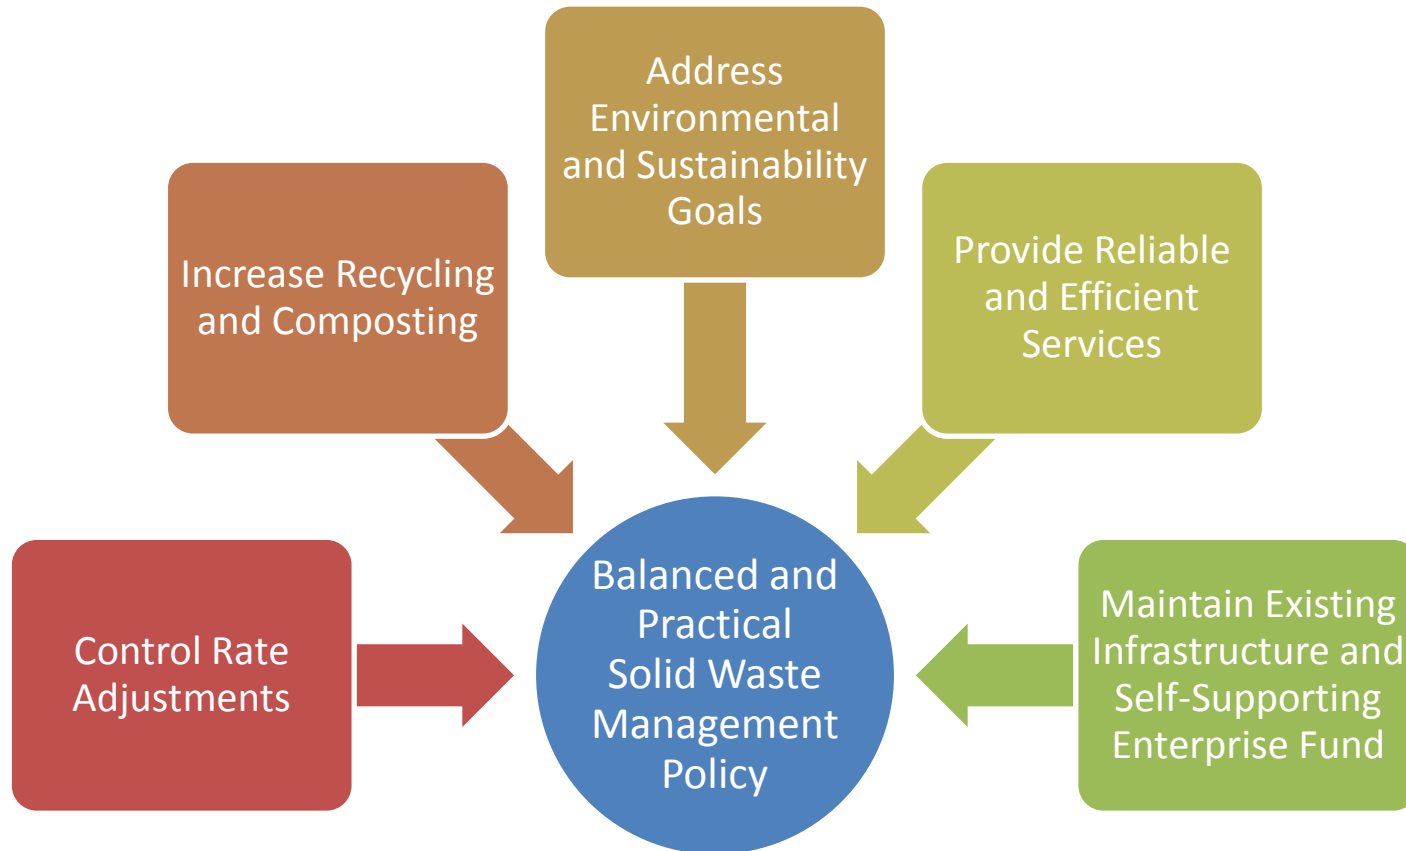 Address
Environmental
and Sustainability
Goals
Increase Recycling
and Composting
Provide Reliable
and Efficient
Services
Control Rate
Adjustments
Balanced and
Practical
Solid Waste
Management
Policy
Maintain Existing
Infrastructure and
Self-Supporting
Enterprise Fund